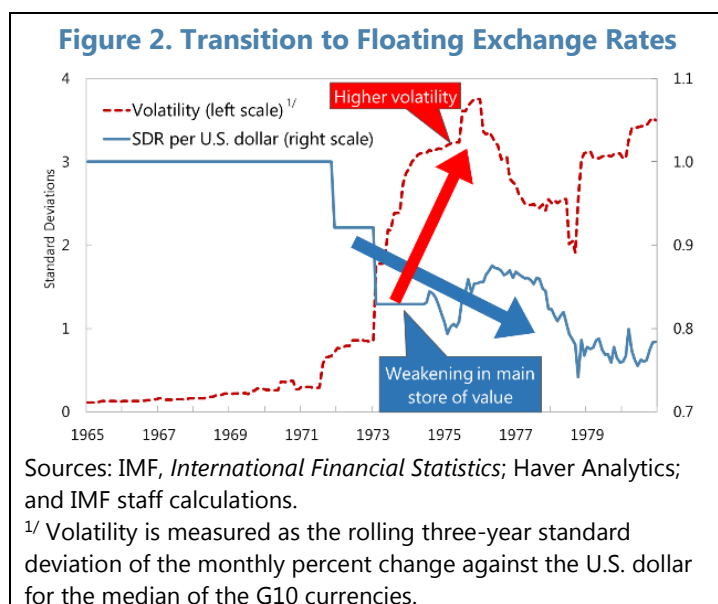 Figure 2. Transition to Floating Exchange Rates
4
3
2
1
0
Standard Deviations
Volatility (left scale) 1/
SDR per U.S. dollar (right scale)
Higher volatility
Weakening in main
store of value
1.1
1.0
0.9
0.8
0.7
1965 1967 1969 1971 1973 1975 1977 1979
Sources: IMF, International Financial Statistics; Haver Analytics;
and IMF staff calculations.
1/ Volatility is measured as the rolling three-year standard
deviation of the monthly percent change against the U.S. dollar
for the median of the G10 currencies.